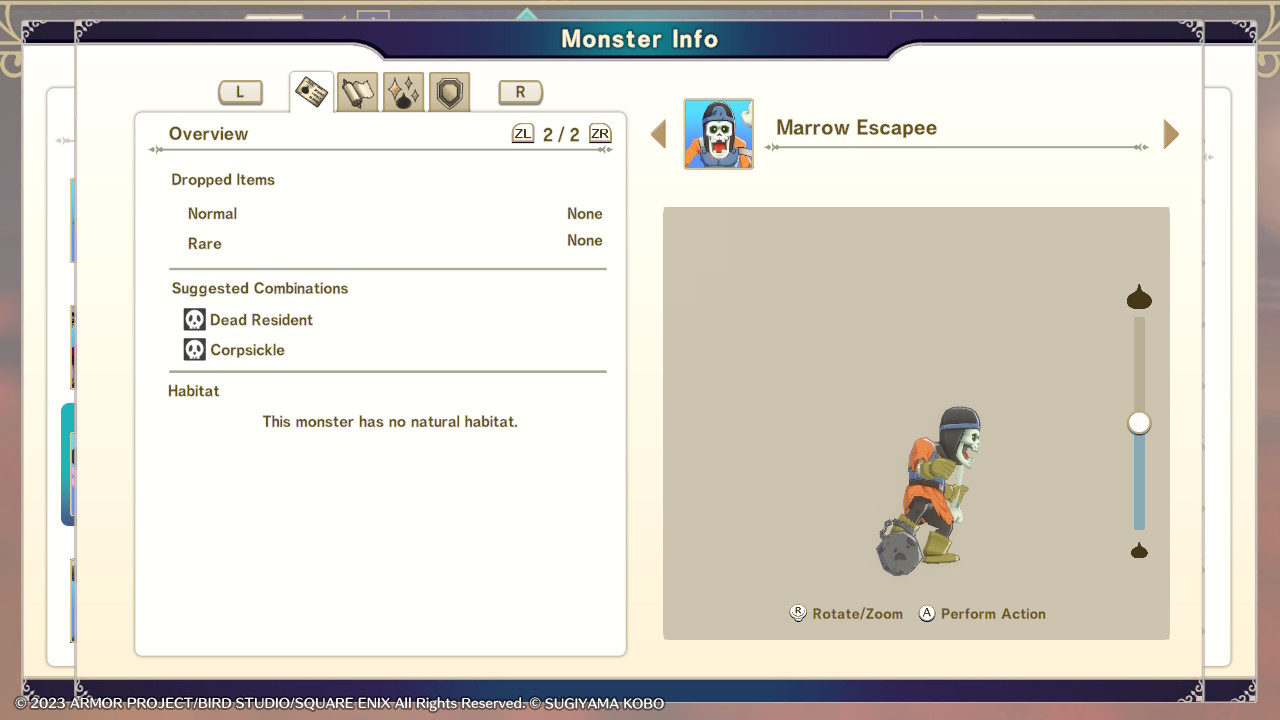 Monster Info
L
R
Overview
ZL 2 / 2 ZR
Dropped Items
Normal None
Rare None
Suggested Combinations
Dead Resident
Corpsickle
Habitat
This monster has no natural habitat.
Marrow Escapee
R Rotate/Zoom A Perform Action
© 2023 ARMOR PROJECT/BIRD STUDIO/SQUARE ENIX All Rights Reserved. © SUGIYAMA KOBO